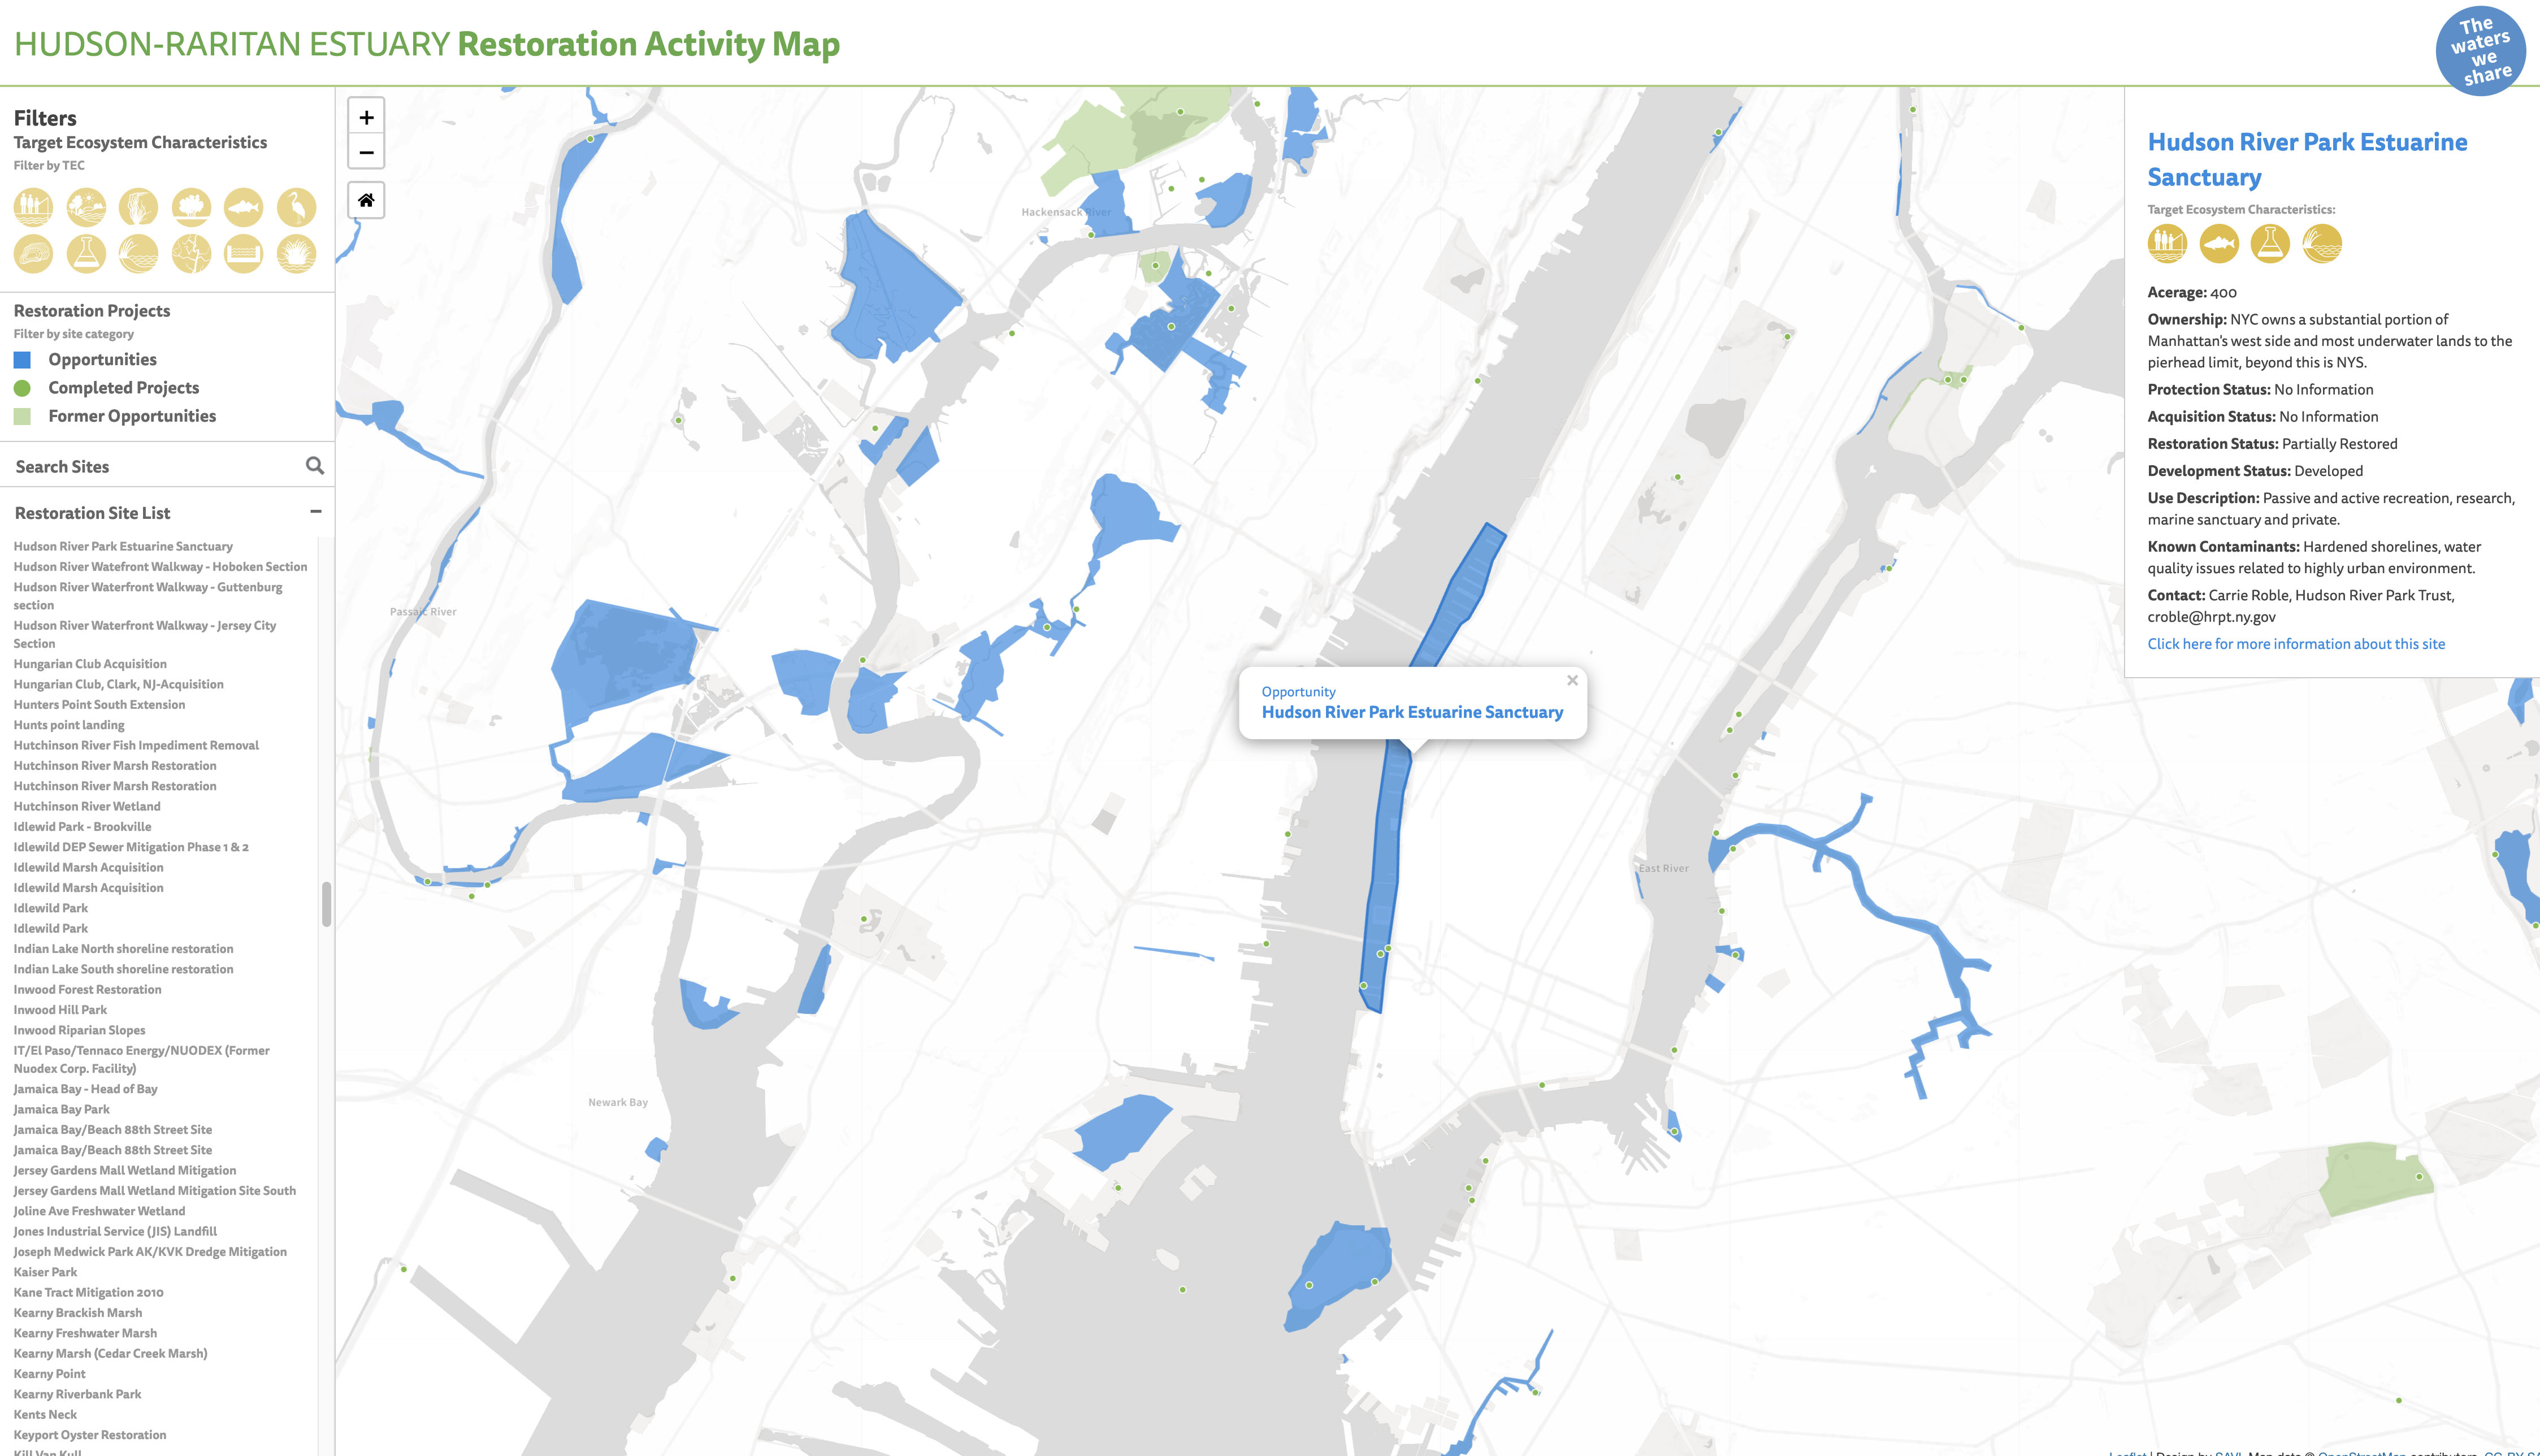 HUDSON-RARITAN ESTUARY Restoration Activity Map
The
waters
we
share
Filters
Target Ecosystem Characteristics
Filter by TEC
Restoration Projects
Filter by site category
Opportunities
Completed Projects
Former Opportunities
Search Sites
Restoration Site List
Hudson River Park Estuarine Sanctuary
Hudson River Watefront Walkway - Hoboken Section
Hudson River Waterfront Walkway - Guttenburg
section
Hudson River Waterfront Walkway - Jersey City
Section
Hungarian Club Acquisition
Hungarian Club, Clark, NJ-Acquisition
Hunters Point South Extension
Hunts point landing
Hutchinson River Fish Impediment Removal
Hutchinson River Marsh Restoration
Hutchinson River Marsh Restoration
Hutchinson River Wetland
Idlewid Park - Brookville
Idlewild DEP Sewer Mitigation Phase 1 & 2
Idlewild Marsh Acquisition
Idlewild Marsh Acquisition
Idlewild Park
Idlewild Park
Indian Lake North shoreline restoration
Indian Lake South shoreline restoration
Inwood Forest Restoration
Inwood Hill Park
Inwood Riparian Slopes
IT/El Paso/Tennaco Energy/NUODEX (Former
Nuodex Corp. Facility)
Jamaica Bay - Head of Bay
Jamaica Bay Park
Jamaica Bay/Beach 88th Street Site
Jamaica Bay/Beach 88th Street Site
Jersey Gardens Mall Wetland Mitigation
Jersey Gardens Mall Wetland Mitigation Site South
Joline Ave Freshwater Wetland
Jones Industrial Service (JIS) Landfill
Joseph Medwick Park AK/KVK Dredge Mitigation
Kaiser Park
Kane Tract Mitigation 2010
Kearny Brackish Marsh
Kearny Freshwater Marsh
Kearny Marsh (Cedar Creek Marsh)
Kearny Point
Kearny Riverbank Park
Kents Neck
Keyport Oyster Restoration
Kill Van Kull
+
−
Hackensack River
Passaic River
Newark Bay
East River
Opportunity
Hudson River Park Estuarine Sanctuary
×
Hudson River Park Estuarine
Sanctuary
Target Ecosystem Characteristics:
Acerage: 400
Ownership: NYC owns a substantial portion of
Manhattan's west side and most underwater lands to the
pierhead limit, beyond this is NYS.
Protection Status: No Information
Acquisition Status: No Information
Restoration Status: Partially Restored
Development Status: Developed
Use Description: Passive and active recreation, research,
marine sanctuary and private.
Known Contaminants: Hardened shorelines, water
quality issues related to highly urban environment.
Contact: Carrie Roble, Hudson River Park Trust,
croble@hrpt.ny.gov
Click here for more information about this site
Leaflet | Design by SAVI, Map data © OpenStreetMap contributors,